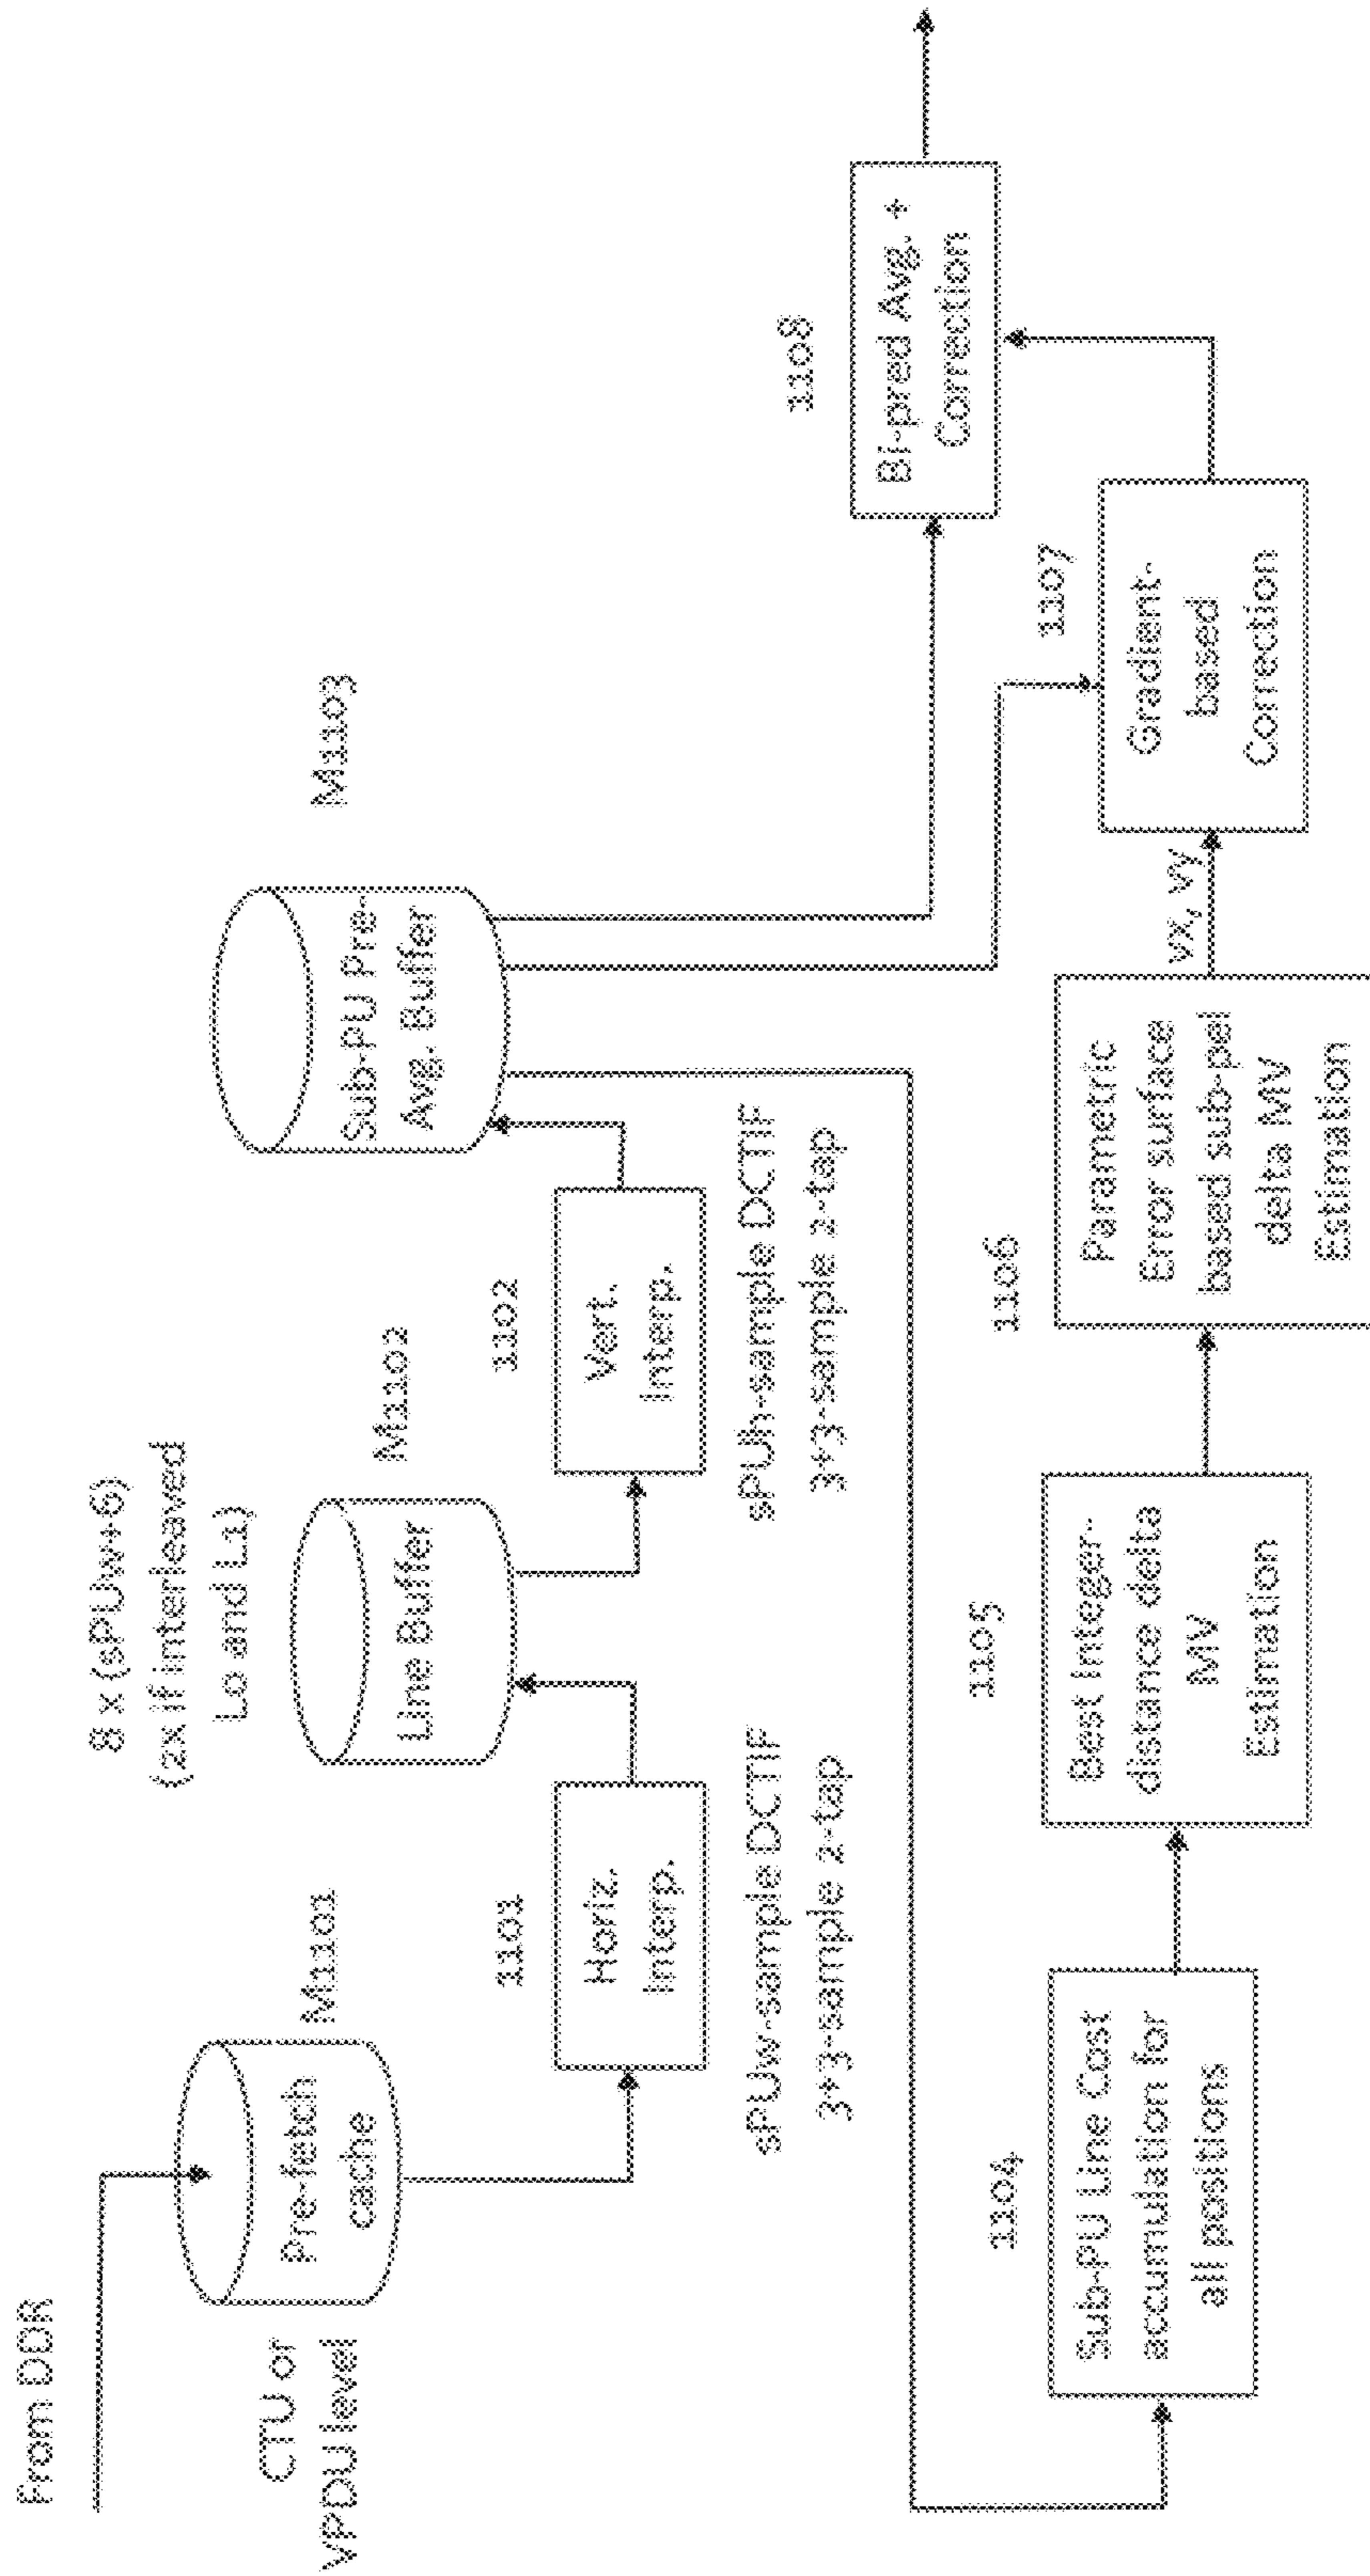 From DDR
CTU or
VPDU level
Pre-fetch
cache
M1101
1101
Horiz.
Interp.
sPUw-sample DCTIF
3+3-sample 2-tap
8 x (sPUw+6)
(2x if interleaved
L0 and L1)
Line Buffer
M1102
1102
Vert.
Interp.
sPUh-sample DCTIF
3+3-sample 2-tap
Sub-PU Pre-
Avg. Buffer
M1103
1104
Sub-PU Line Cost
accumulation for
all positions
1105
Best Integer-
distance delta
MV
Estimation
1106
Parametric
Error surface
based sub-pel
delta MV
Estimation
vx, vy
1107
Gradient-
based
Correction
1108
Bi-pred Avg. +
Correction